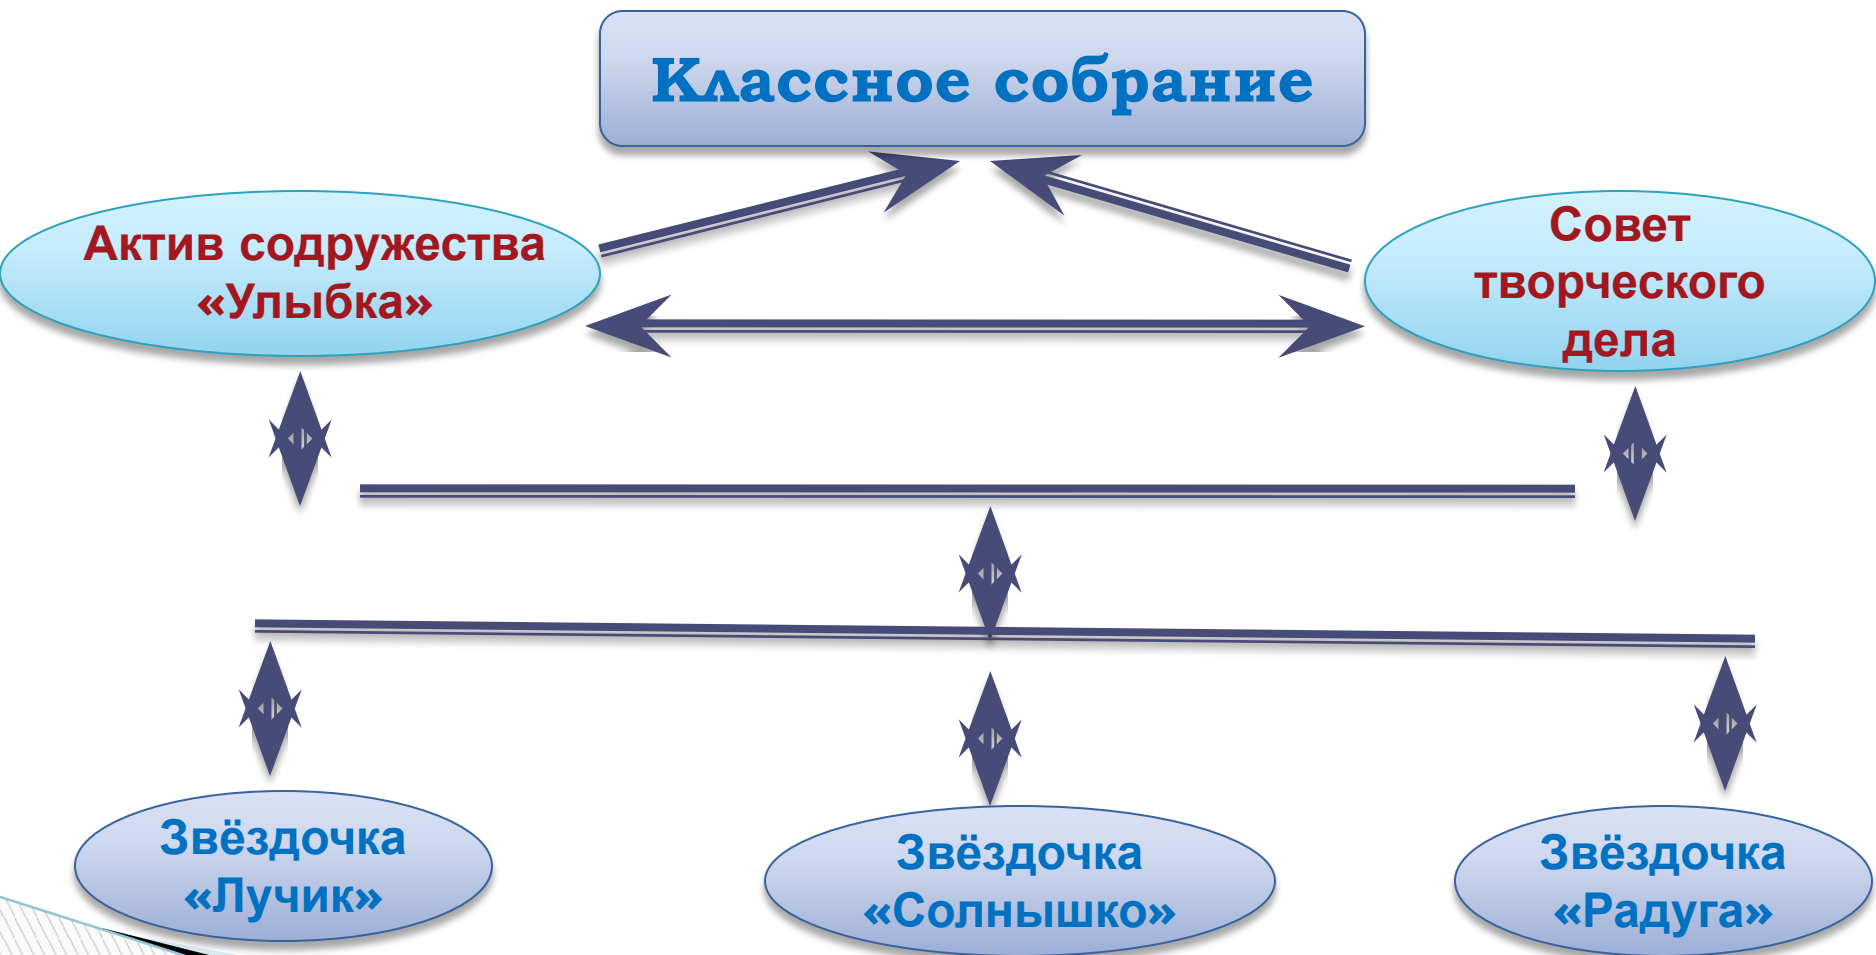 Классное собрание
Актив содружества
«Улыбка»
Совет
творческого
дела
Звёздочка
«Лучик»
Звёздочка
«Солнышко»
Звёздочка
«Радуга»